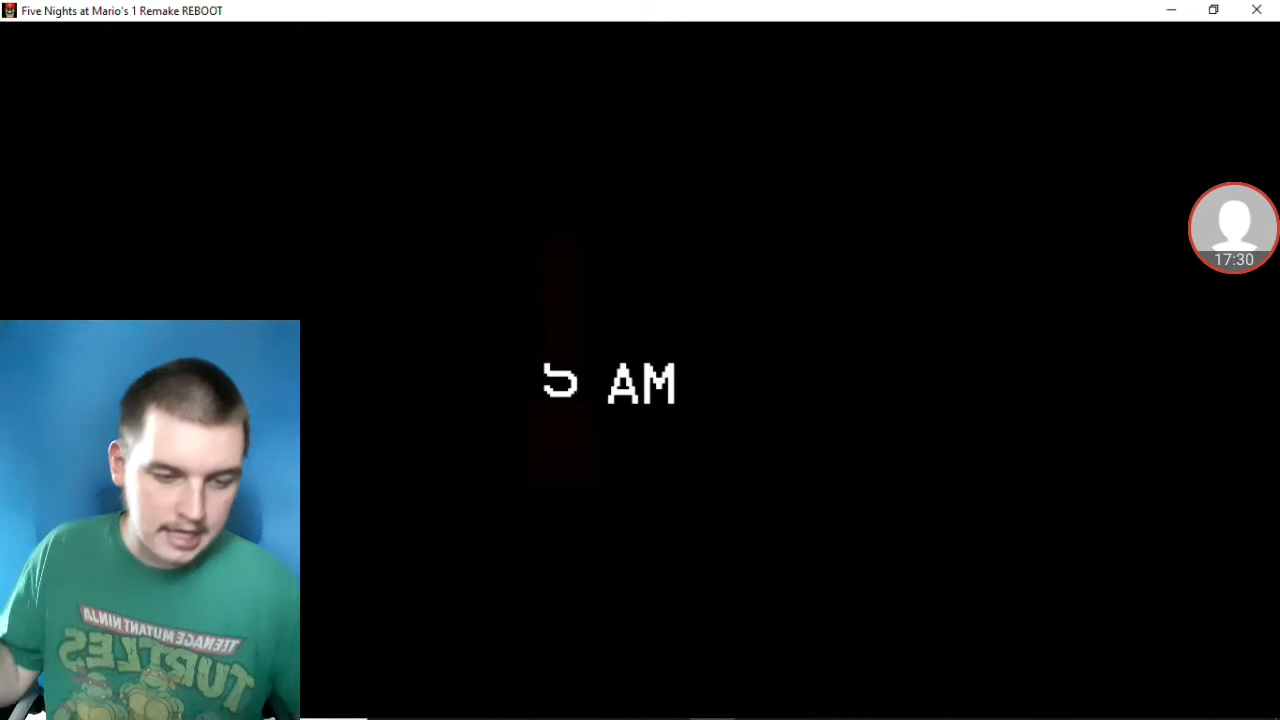 Five Nights at Mario's 1 Remake REBOOT
17:30
5 AM
TEENAGE MUTANT NINJA
TURTLES